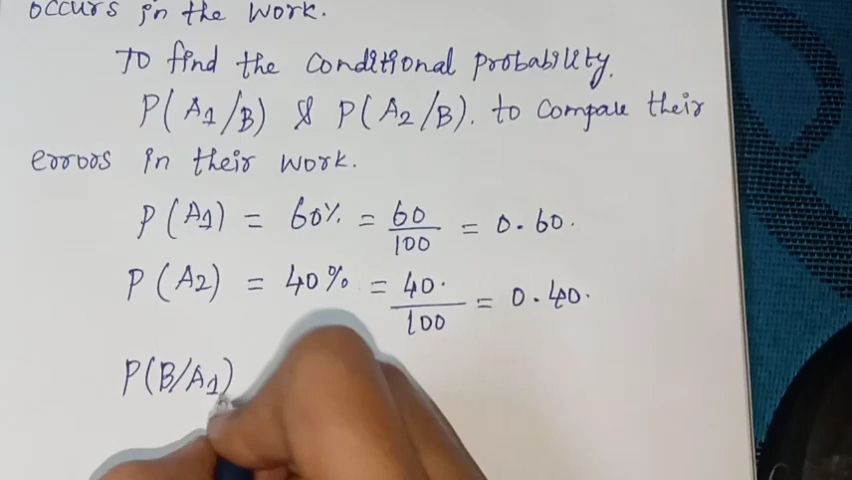 occurs in the work.
To find the conditional probability.
P(A1/B) & P(A2/B). to compare their
errors in their work.
P(A1) = 60% = 60/100 = 0.60.
P(A2) = 40% = 40./100 = 0.40.
P(B/A1)